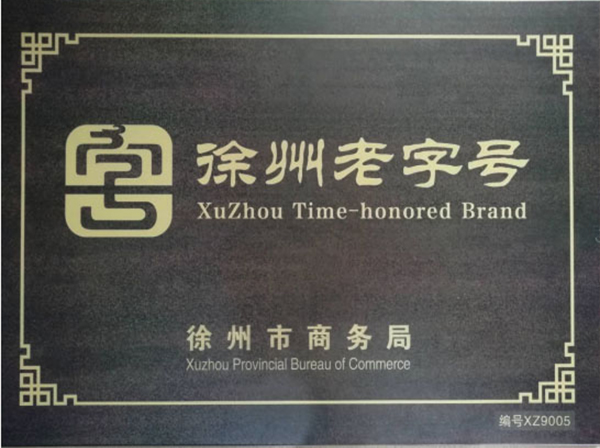 徐州老字号
XuZhou Time-honored Brand
徐州市商务局
Xuzhou Provincial Bureau of Commerce
编号XZ9005